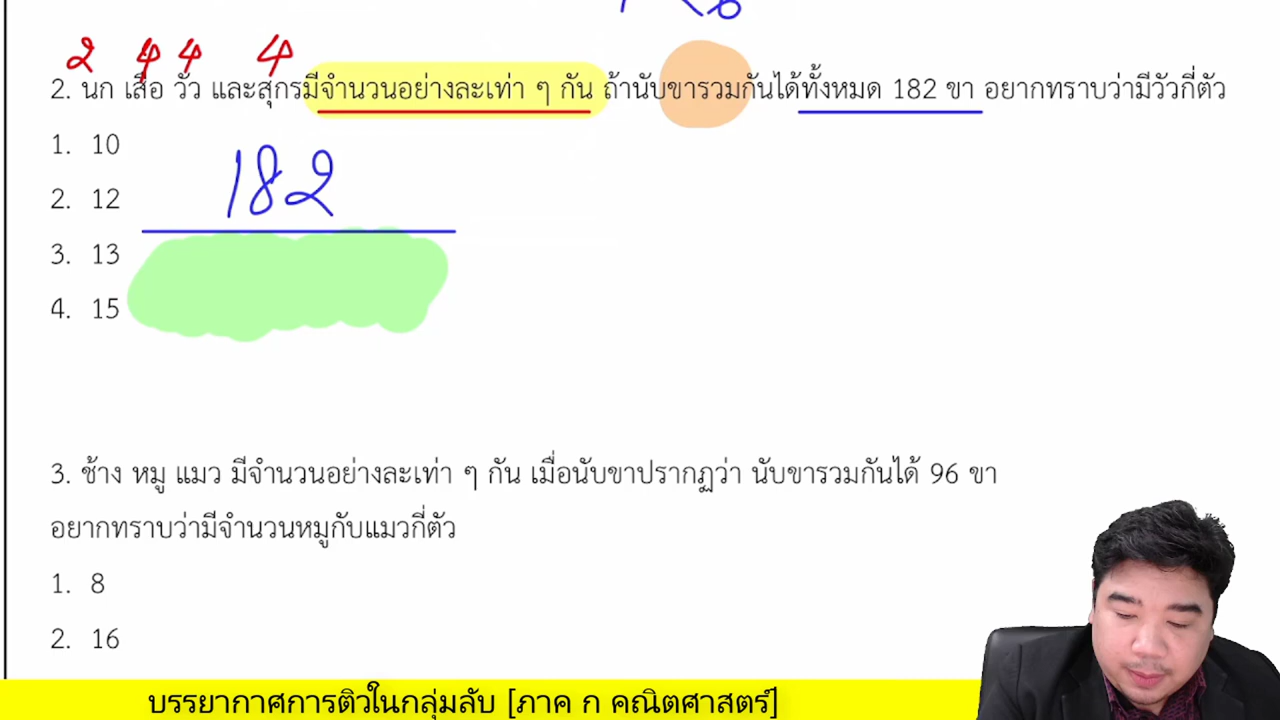 2 4 4 4
2. นก เสือ วัว และสุกรมีจำนวนอย่างละเท่า ๆ กัน ถ้านับขารวมกันได้ทั้งหมด 182 ขา อยากทราบว่ามีวัวกี่ตัว
1. 10
182
2. 12
3. 13
4. 15
3. ช้าง หมู แมว มีจำนวนอย่างละเท่า ๆ กัน เมื่อนับขาปรากฏว่า นับขารวมกันได้ 96 ขา
อยากทราบว่ามีจำนวนหมูกับแมวกี่ตัว
1. 8
2. 16
บรรยากาศการติวในกลุ่มลับ [ภาค ก คณิตศาสตร์]